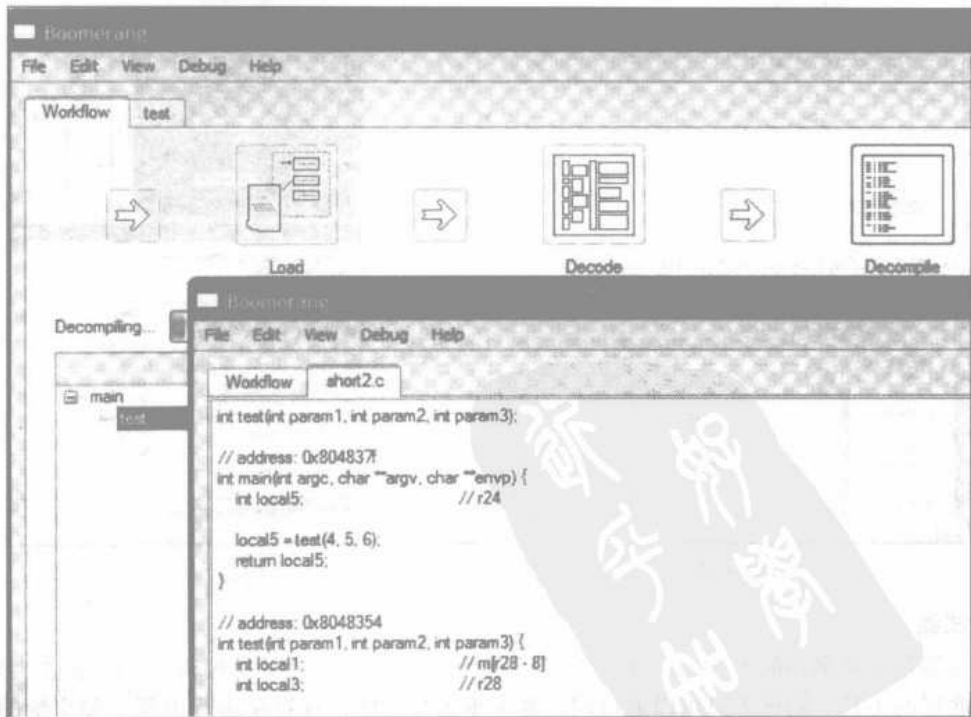 Boomerang
File Edit View Debug Help
Workflow test
Load Decode Decompile
Decompiling...
main
test
Boomerang
File Edit View Debug Help
Workflow short2.c
int test(int param1, int param2, int param3);
// address: 0x804837f
int main(int argc, char **argv, char **envp) {
int local5; // r24
local5 = test(4, 5, 6);
return local5;
}
// address: 0x8048354
int test(int param1, int param2, int param3) {
int local1; // m[r28 - 8]
int local3; // r28